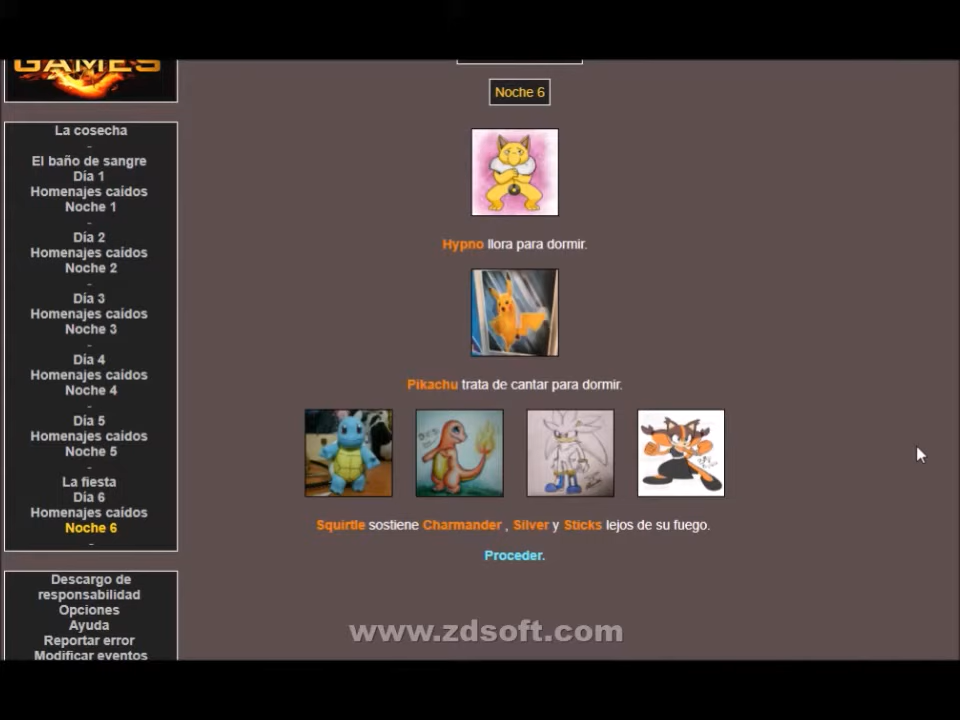 GAMES
La cosecha
-
El baño de sangre
Día 1
Homenajes caídos
Noche 1
-
Día 2
Homenajes caídos
Noche 2
-
Día 3
Homenajes caídos
Noche 3
-
Día 4
Homenajes caídos
Noche 4
-
Día 5
Homenajes caídos
Noche 5
-
La fiesta
Día 6
Homenajes caídos
Noche 6
-
Descargo de
responsabilidad
Opciones
Ayuda
Reportar error
Modificar eventos
Noche 6
Hypno llora para dormir.
Pikachu trata de cantar para dormir.
Squirtle sostiene Charmander , Silver y Sticks lejos de su fuego.
Proceder.
www.zdsoft.com